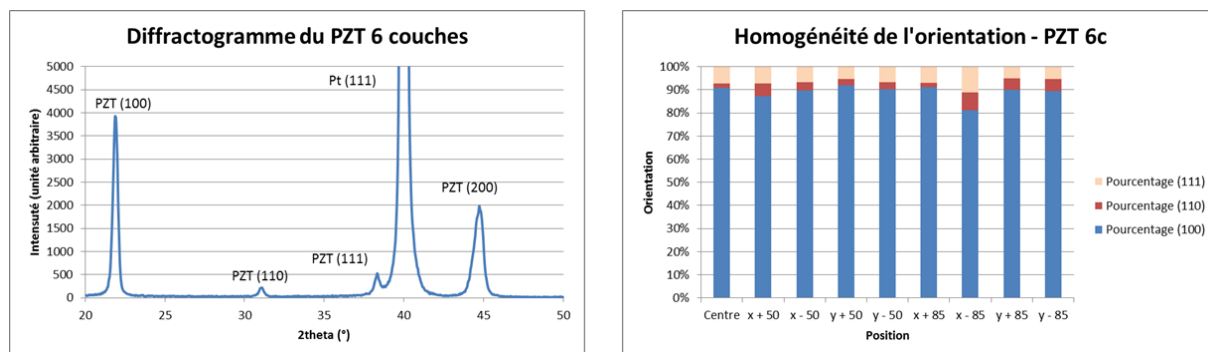 Diffractogramme du PZT 6 couches
Intensuté (unité arbitraire)
5000
4500
4000
3500
3000
2500
2000
1500
1000
500
0
PZT (100)
PZT (110)
PZT (111)
Pt (111)
PZT (200)
20 25 30 35 40 45 50
2theta (°)
Homogénéité de l'orientation - PZT 6c
Orientation
100%
90%
80%
70%
60%
50%
40%
30%
20%
10%
0%
Centre x + 50 x - 50 y + 50 y - 50 x + 85 x - 85 y + 85 y - 85
Position
Pourcentage (111)
Pourcentage (110)
Pourcentage (100)